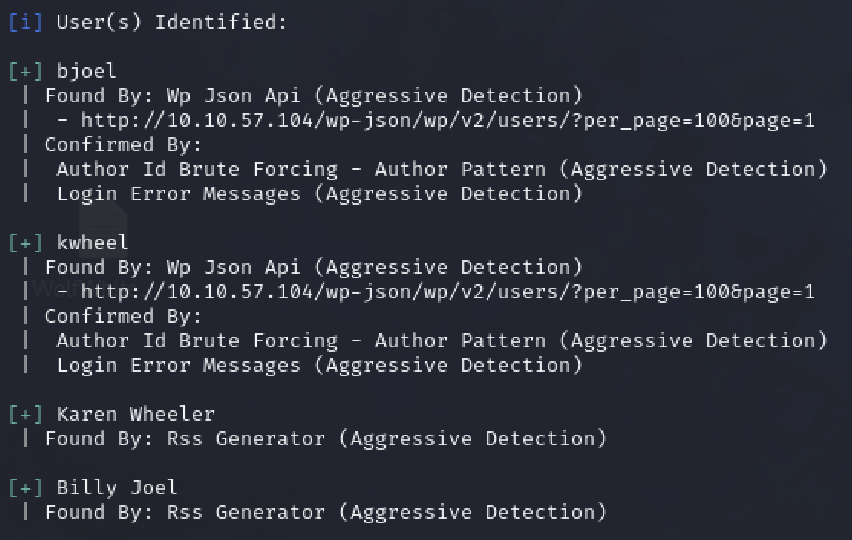 [i] User(s) Identified:
[+] bjoel
| Found By: Wp Json Api (Aggressive Detection)
| - http://10.10.57.104/wp-json/wp/v2/users/?per_page=100&page=1
| Confirmed By:
| Author Id Brute Forcing - Author Pattern (Aggressive Detection)
| Login Error Messages (Aggressive Detection)
[+] kwheel
| Found By: Wp Json Api (Aggressive Detection)
| - http://10.10.57.104/wp-json/wp/v2/users/?per_page=100&page=1
| Confirmed By:
| Author Id Brute Forcing - Author Pattern (Aggressive Detection)
| Login Error Messages (Aggressive Detection)
[+] Karen Wheeler
| Found By: Rss Generator (Aggressive Detection)
[+] Billy Joel
| Found By: Rss Generator (Aggressive Detection)